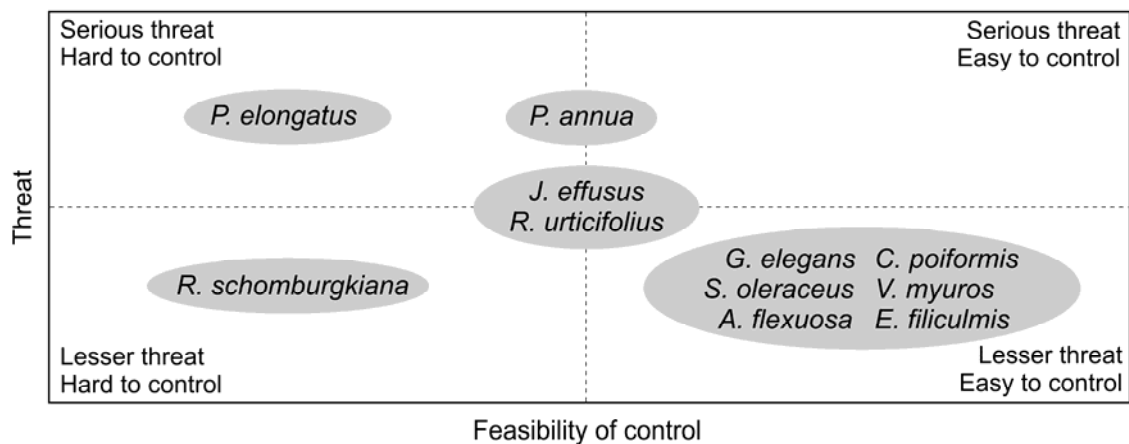 Serious threat
Hard to control
Serious threat
Easy to control
P. elongatus
P. annua
J. effusus
R. urticifolius
Threat
R. schomburgkiana
G. elegans C. poiformis
S. oleraceus V. myuros
A. flexuosa E. filiculmis
Lesser threat
Hard to control
Lesser threat
Easy to control
Feasibility of control